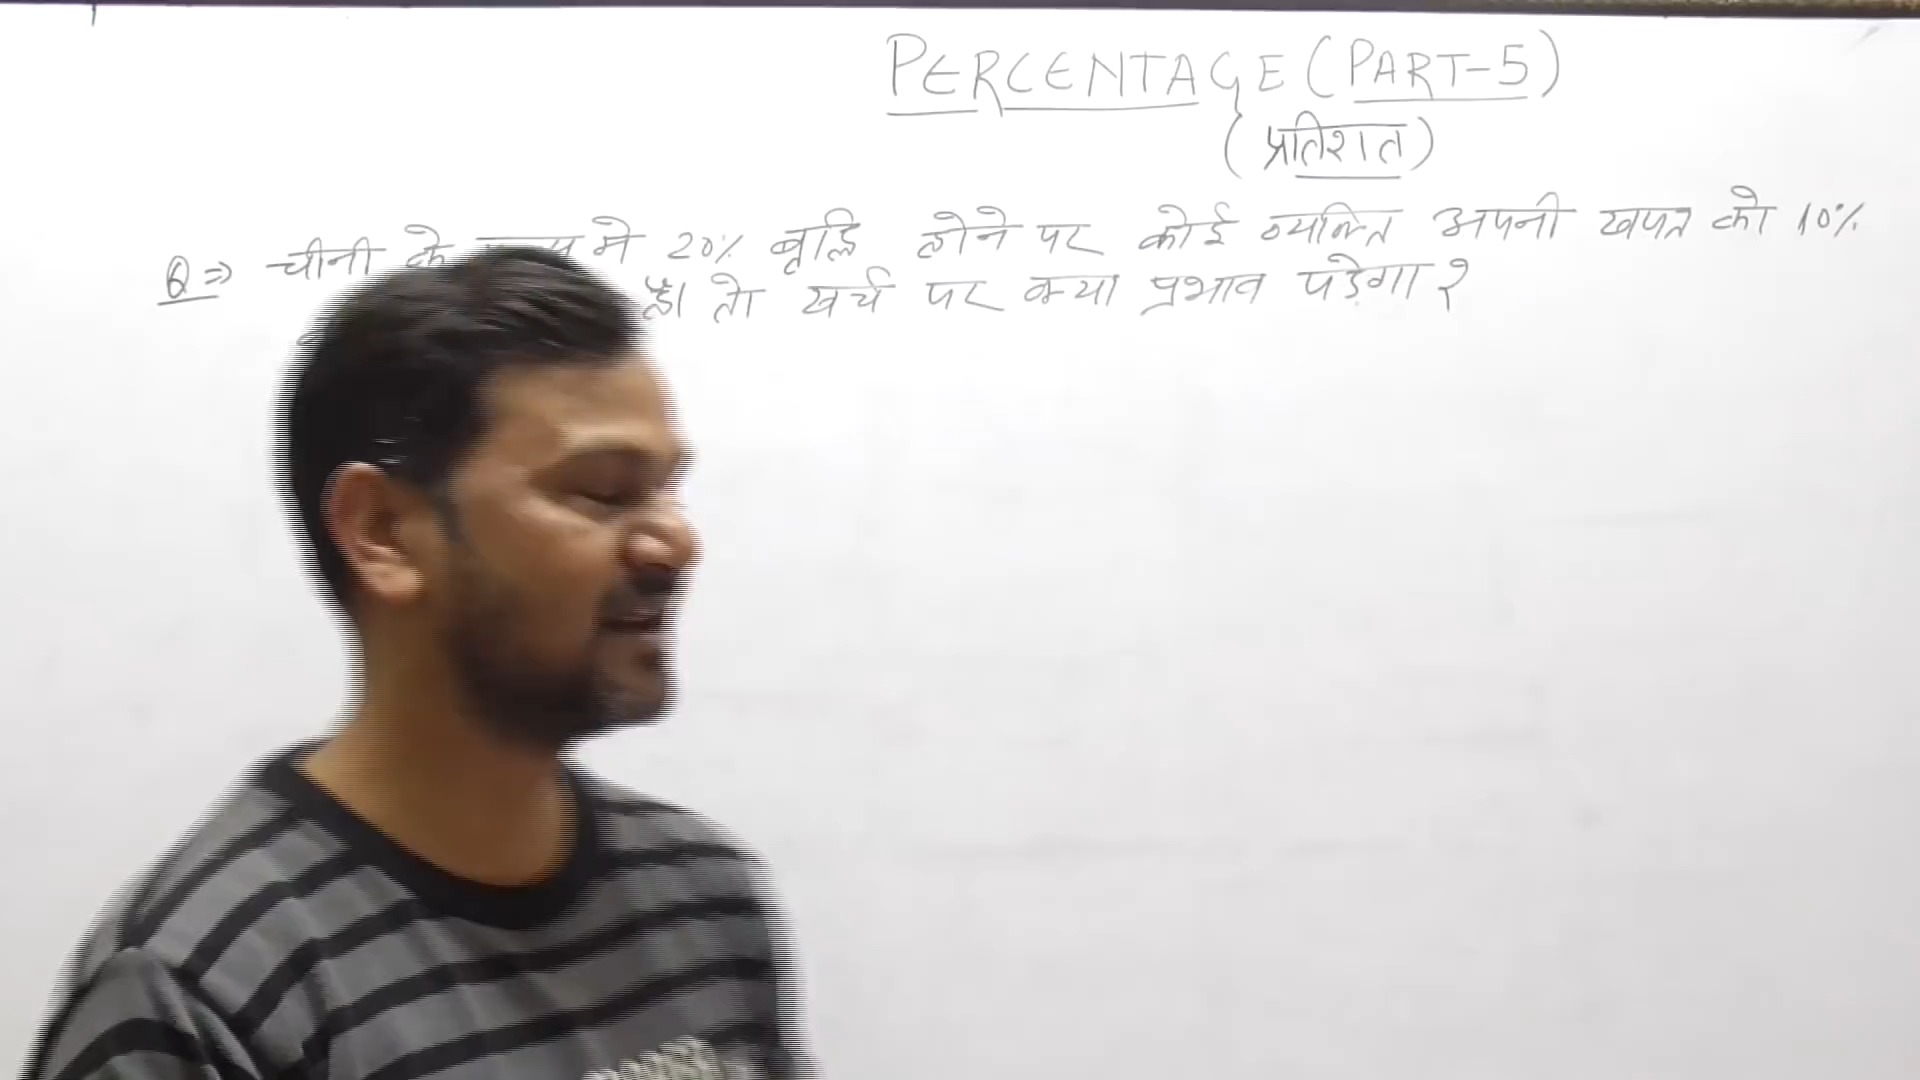 PERCENTAGE (PART-5)
(प्रतिशत)
Q⇒ चीनी के में 20% वृद्धि होने पर कोई व्यक्ति अपनी खपत को 10%
है। तो खर्च पर क्या प्रभाव पड़ेगा?